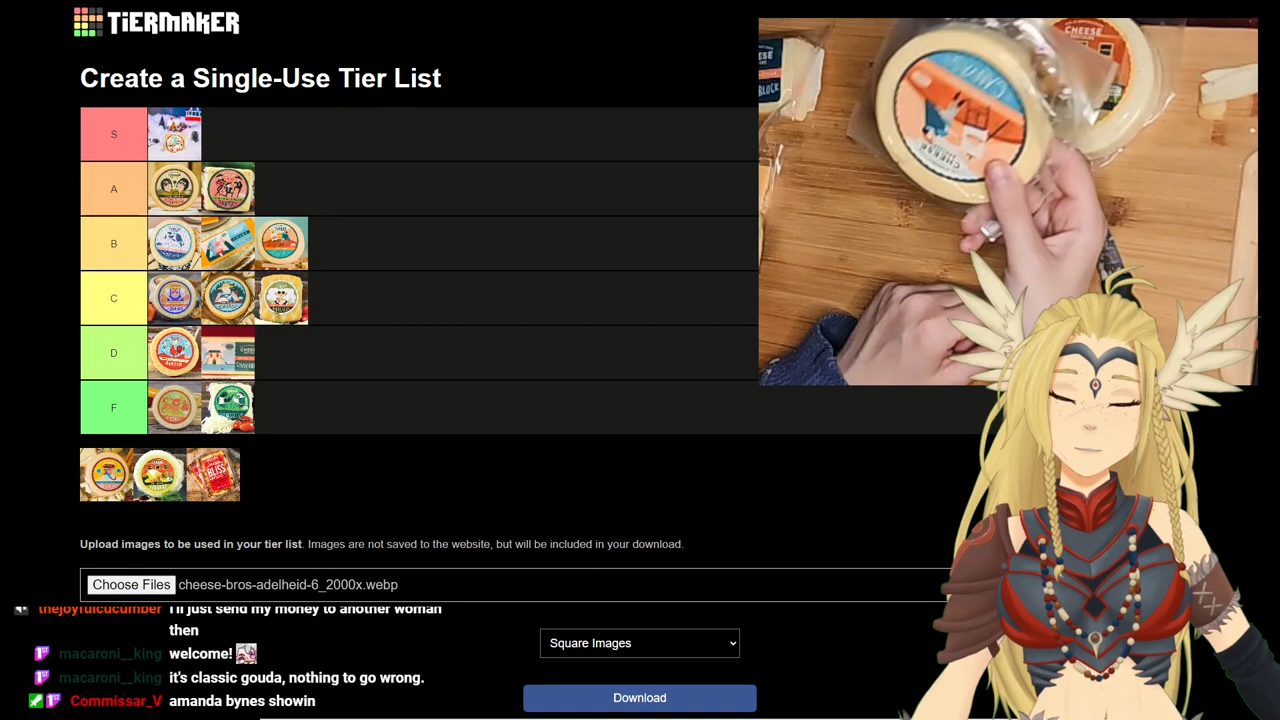 TIERMAKER
Create a Single-Use Tier List
S
A
B
C
D
F
CHEESE
BLOCK
CHEESE
BLISS
Upload images to be used in your tier list. Images are not saved to the website, but will be included in your download.
Choose Files cheese-bros-adelheid-6_2000x.webp
thejoyfulcucumber I'll just send my money to another woman
then
macaroni__king welcome!
macaroni__king it's classic gouda, nothing to go wrong.
Commissar_V amanda bynes showin
Square Images
Download